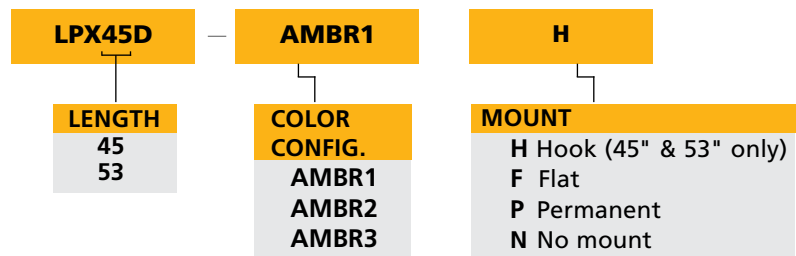 LPX45D — AMBR1 H
LENGTH
45
53
COLOR
CONFIG.
AMBR1
AMBR2
AMBR3
MOUNT
H Hook (45" & 53" only)
F Flat
P Permanent
N No mount